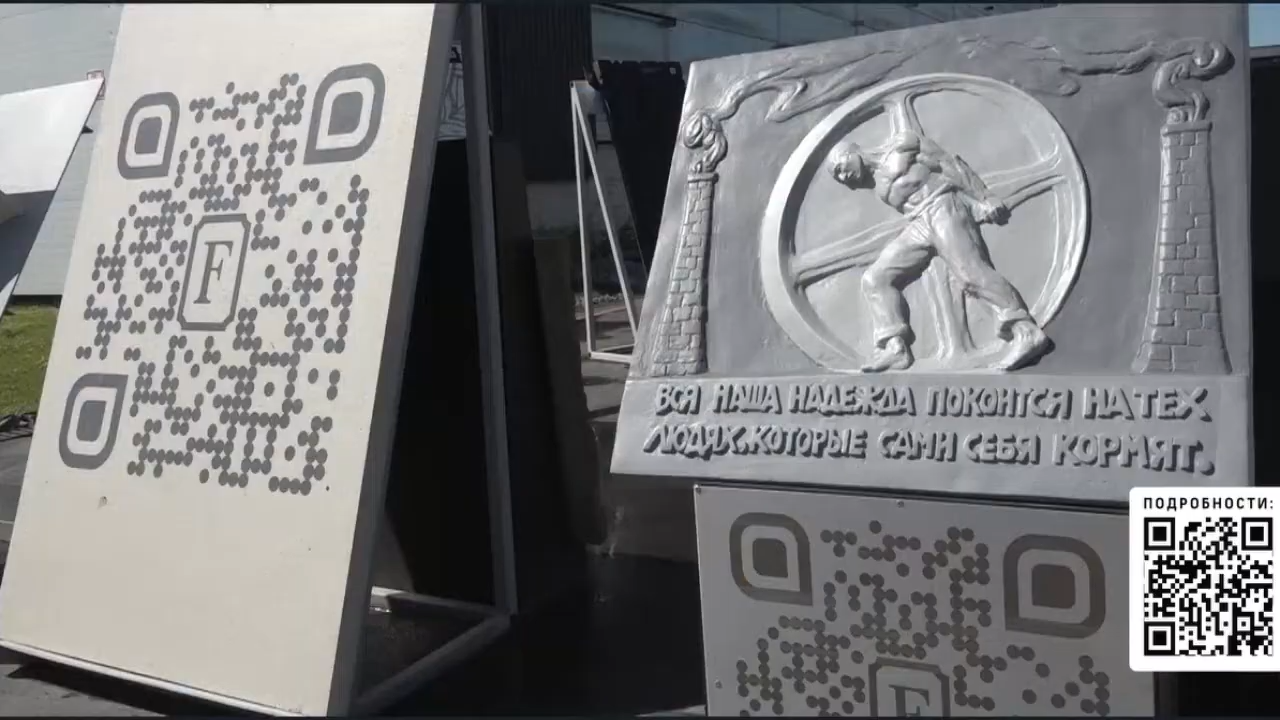 F
ВСЯ НАША НАДЕЖДА ПОКОИТСЯ НА ТЕХ
ЛЮДЯХ, КОТОРЫЕ САМИ СЕБЯ КОРМЯТ.
ПОДРОБНОСТИ:
F